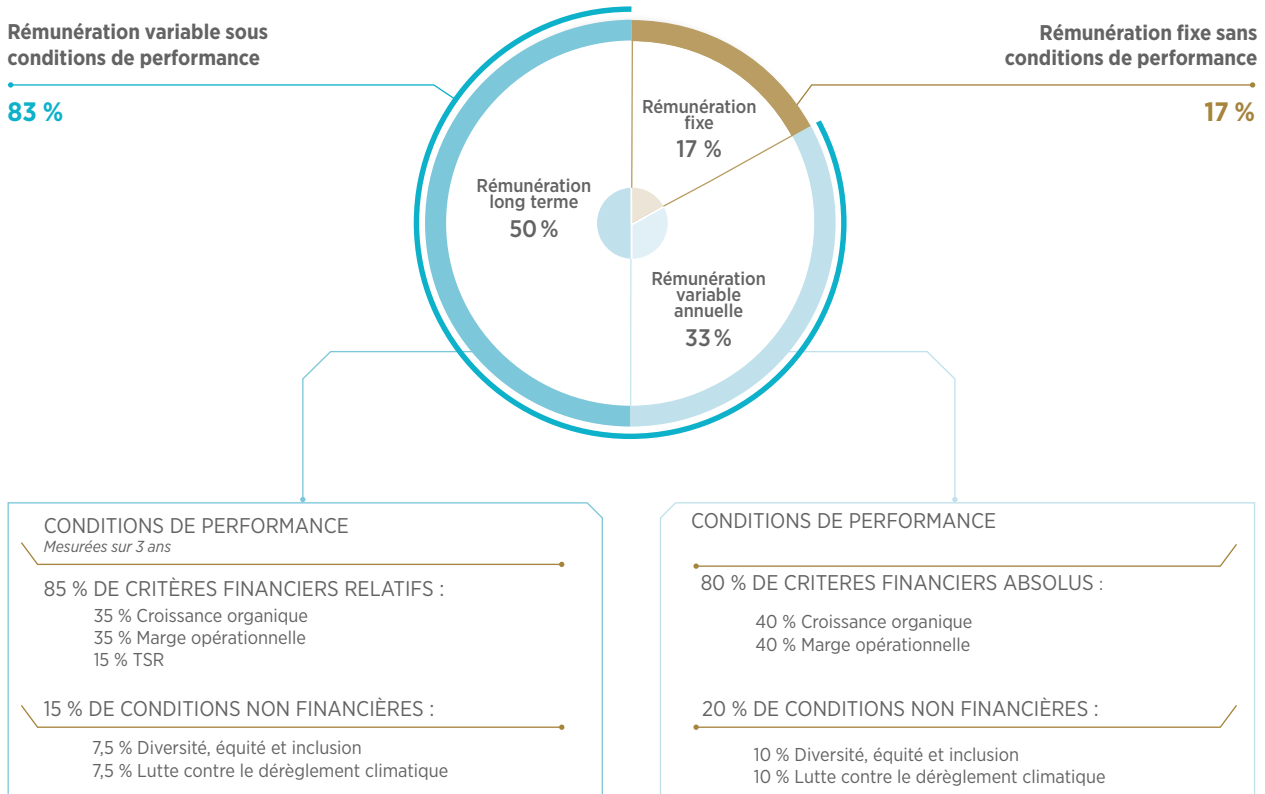 Rémunération variable sous
conditions de performance
83 %
Rémunération fixe sans
conditions de performance
17 %
Rémunération
fixe
17 %
Rémunération
long terme
50 %
Rémunération
variable
annuelle
33 %
CONDITIONS DE PERFORMANCE
Mesurées sur 3 ans
85 % DE CRITÈRES FINANCIERS RELATIFS :
35 % Croissance organique
35 % Marge opérationnelle
15 % TSR
15 % DE CONDITIONS NON FINANCIÈRES :
7,5 % Diversité, équité et inclusion
7,5 % Lutte contre le dérèglement climatique
CONDITIONS DE PERFORMANCE
80 % DE CRITERES FINANCIERS ABSOLUS :
40 % Croissance organique
40 % Marge opérationnelle
20 % DE CONDITIONS NON FINANCIÈRES :
10 % Diversité, équité et inclusion
10 % Lutte contre le dérèglement climatique